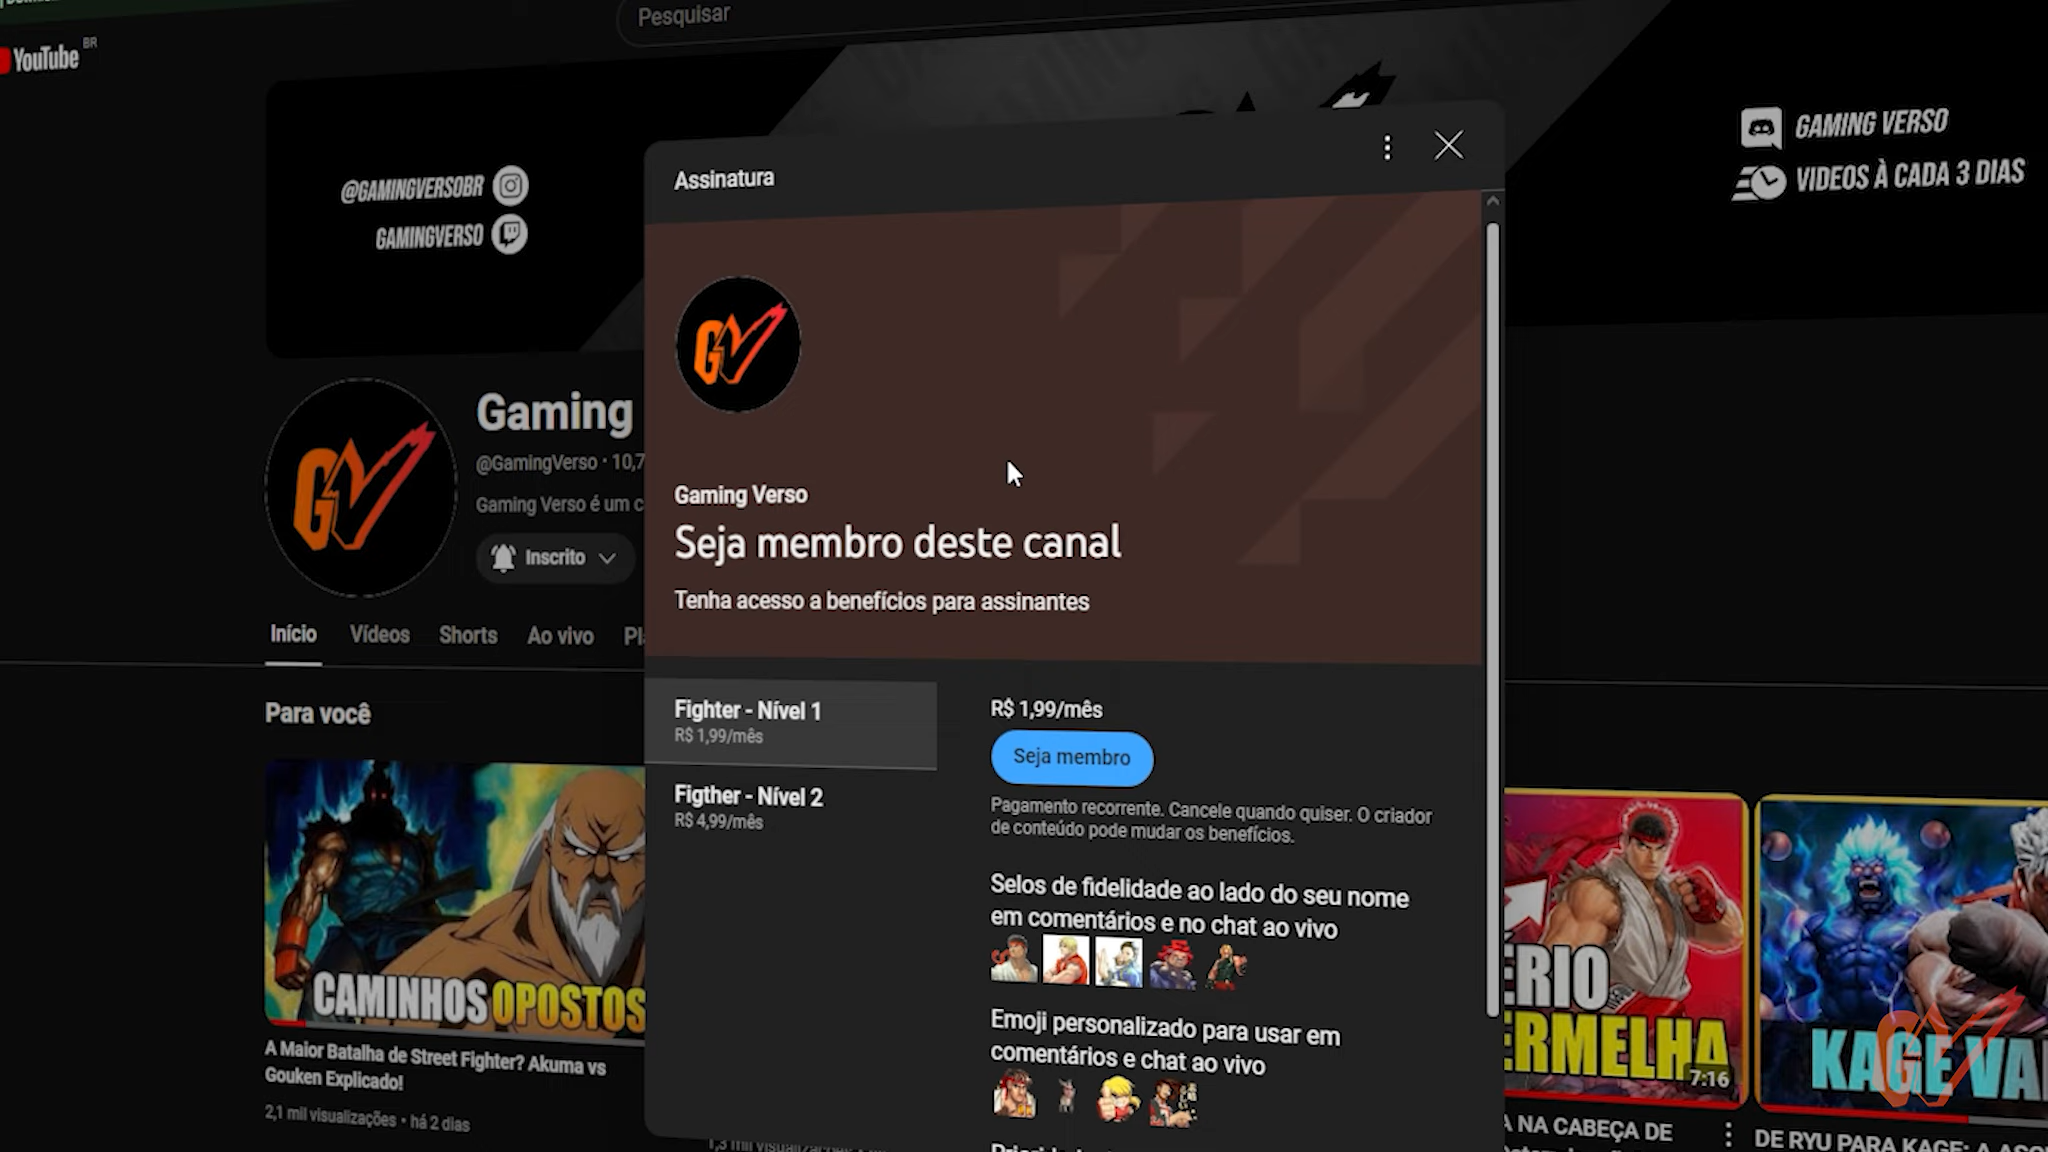 YouTube BR
Pesquisar
@GAMINGVERSOBR
GAMINGVERSO
GAMING VERSO
VIDEOS À CADA 3 DIAS
Gaming
@GamingVerso • 10,7
Gaming Verso é um c
Inscrito
Início Vídeos Shorts Ao vivo Pl
Para você
CAMINHOS OPOSTOS
A Maior Batalha de Street Fighter? Akuma vs
Gouken Explicado!
2,1 mil visualizações • há 2 dias
Assinatura
GV
Gaming Verso
Seja membro deste canal
Tenha acesso a benefícios para assinantes
Fighter - Nível 1
R$ 1,99/mês
Figther - Nível 2
R$ 4,99/mês
R$ 1,99/mês
Seja membro
Pagamento recorrente. Cancele quando quiser. O criador
de conteúdo pode mudar os benefícios.
Selos de fidelidade ao lado do seu nome
em comentários e no chat ao vivo
Emoji personalizado para usar em
comentários e chat ao vivo
ÉRIO
ERMELHA
7:16
A NA CABEÇA DE
KAGE VA
DE RYU PARA KAGE: A